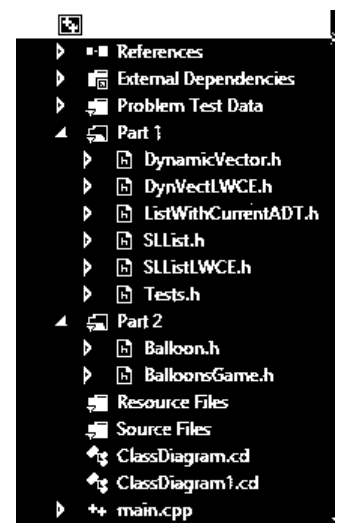 References
External Dependencies
Problem Test Data
Part 1
DynamicVector.h
DynVectLWCE.h
ListWithCurrentADT.h
SLList.h
SLListLWCE.h
Tests.h
Part 2
Balloon.h
BalloonsGame.h
Resource Files
Source Files
ClassDiagram.cd
ClassDiagram1.cd
++ main.cpp